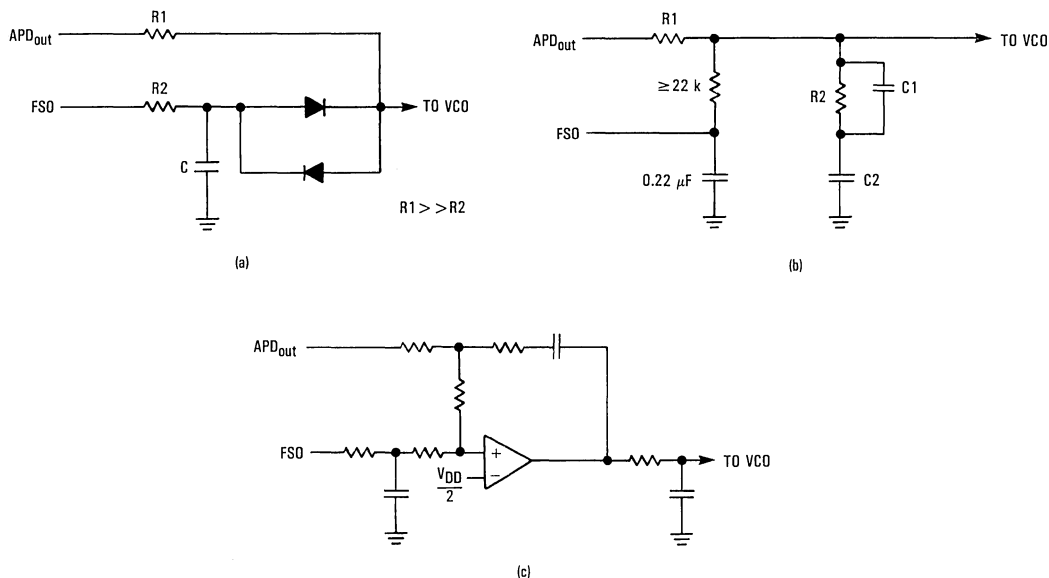 R1
APDout
R2
FSO
TO VCO
C
R1>>R2
(a)
R1
APDout
TO VCO
≥22 k
R2
C1
FSO
0.22 μF
C2
(b)
APDout
FSO
+
VDD
2
−
TO VCO
(c)